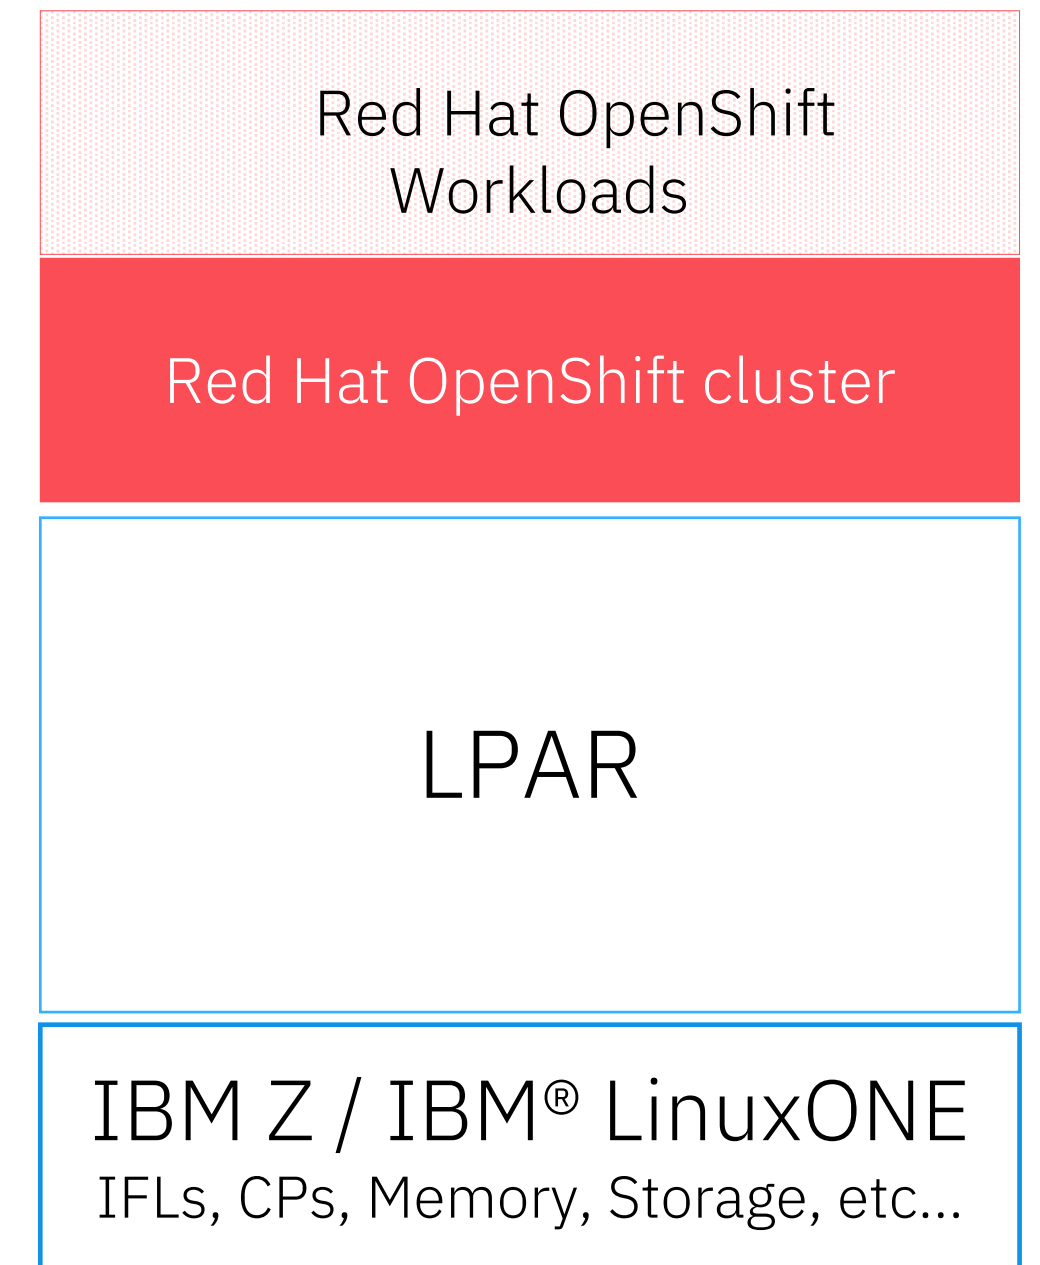 Red Hat OpenShift
Workloads
Red Hat OpenShift cluster
LPAR
IBM Z / IBM® LinuxONE
IFLs, CPs, Memory, Storage, etc...